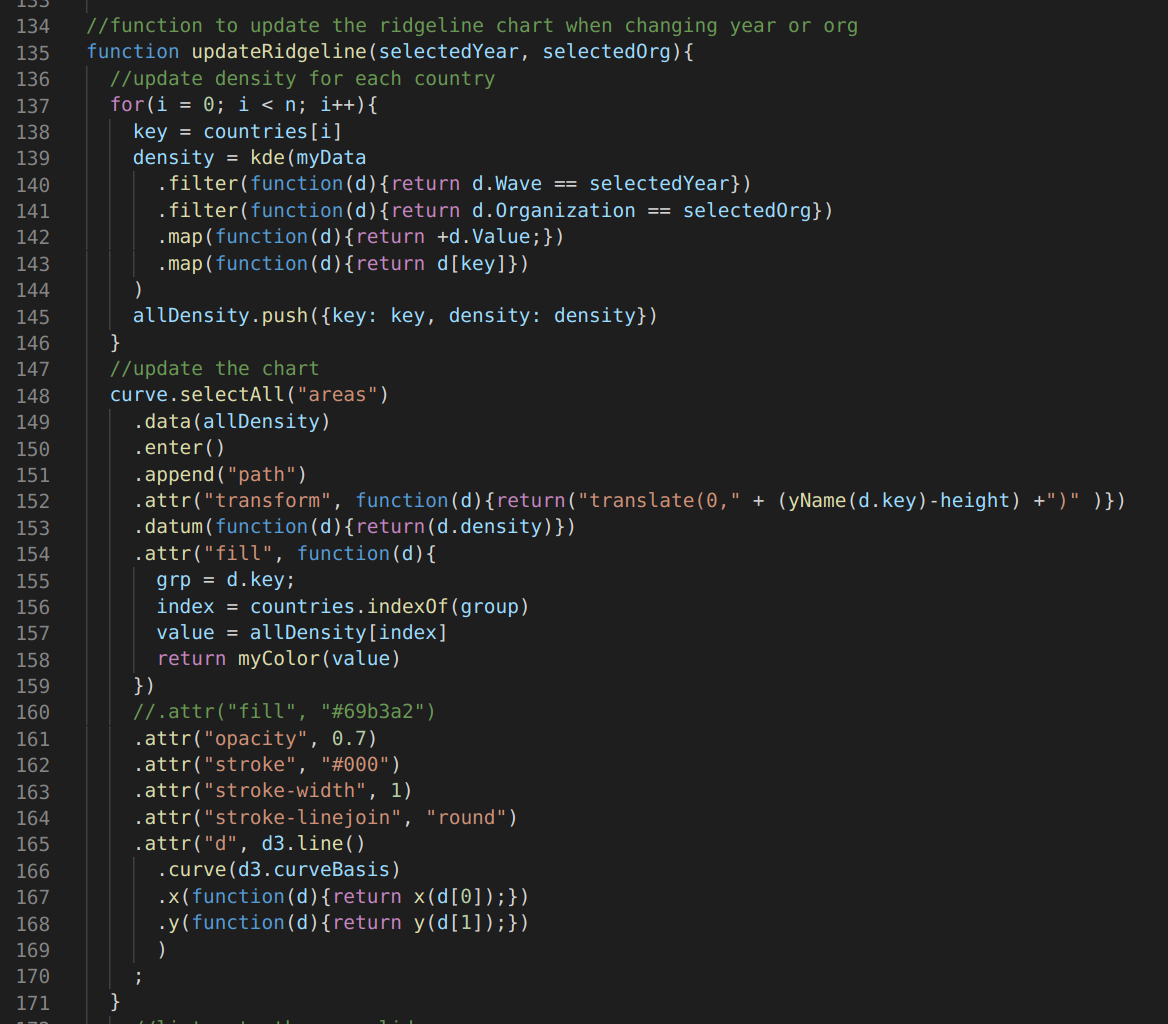 133
134 //function to update the ridgeline chart when changing year or org
135 function updateRidgeline(selectedYear, selectedOrg){
136 //update density for each country
137 for(i = 0; i < n; i++){
138 key = countries[i]
139 density = kde(myData
140 .filter(function(d){return d.Wave == selectedYear})
141 .filter(function(d){return d.Organization == selectedOrg})
142 .map(function(d){return +d.Value;})
143 .map(function(d){return d[key]})
144 )
145 allDensity.push({key: key, density: density})
146 }
147 //update the chart
148 curve.selectAll("areas")
149 .data(allDensity)
150 .enter()
151 .append("path")
152 .attr("transform", function(d){return("translate(0," + (yName(d.key)-height) +")" )})
153 .datum(function(d){return(d.density)})
154 .attr("fill", function(d){
155 grp = d.key;
156 index = countries.indexOf(group)
157 value = allDensity[index]
158 return myColor(value)
159 })
160 //.attr("fill", "#69b3a2")
161 .attr("opacity", 0.7)
162 .attr("stroke", "#000")
163 .attr("stroke-width", 1)
164 .attr("stroke-linejoin", "round")
165 .attr("d", d3.line()
166 .curve(d3.curveBasis)
167 .x(function(d){return x(d[0]);})
168 .y(function(d){return y(d[1]);})
169 )
170 ;
171 }